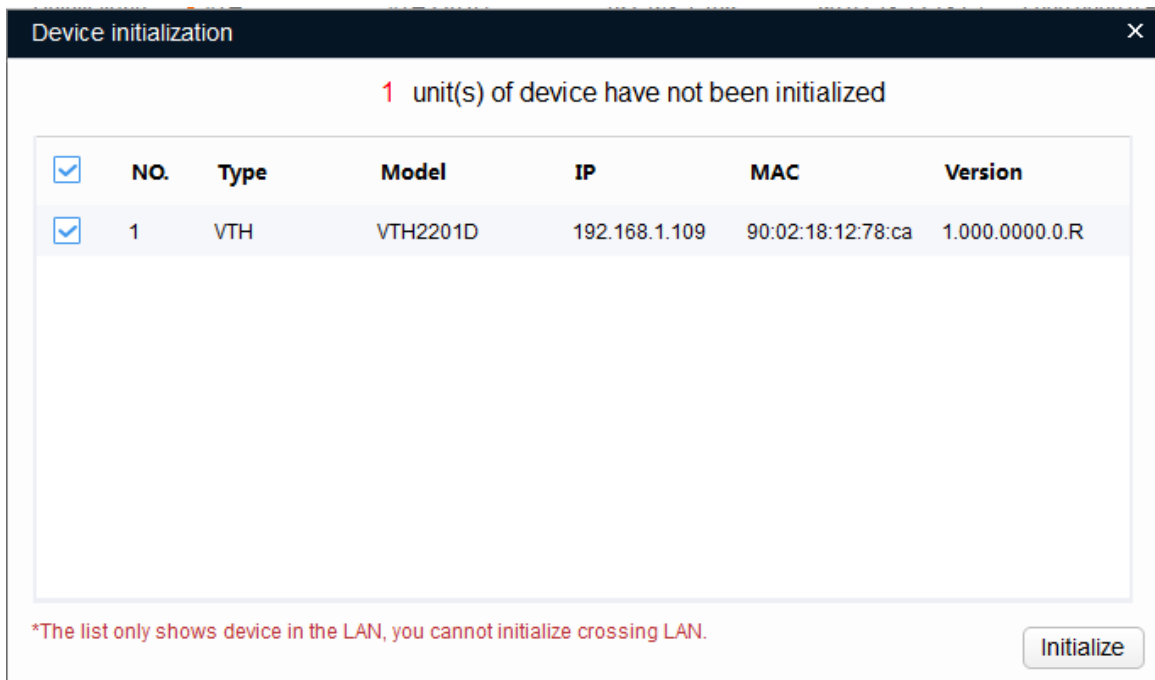 Device initialization
1 unit(s) of device have not been initialized
NO. Type Model IP MAC Version
1 VTH VTH2201D 192.168.1.109 90:02:18:12:78:ca 1.000.0000.0.R
*The list only shows device in the LAN, you cannot initialize crossing LAN.
Initialize